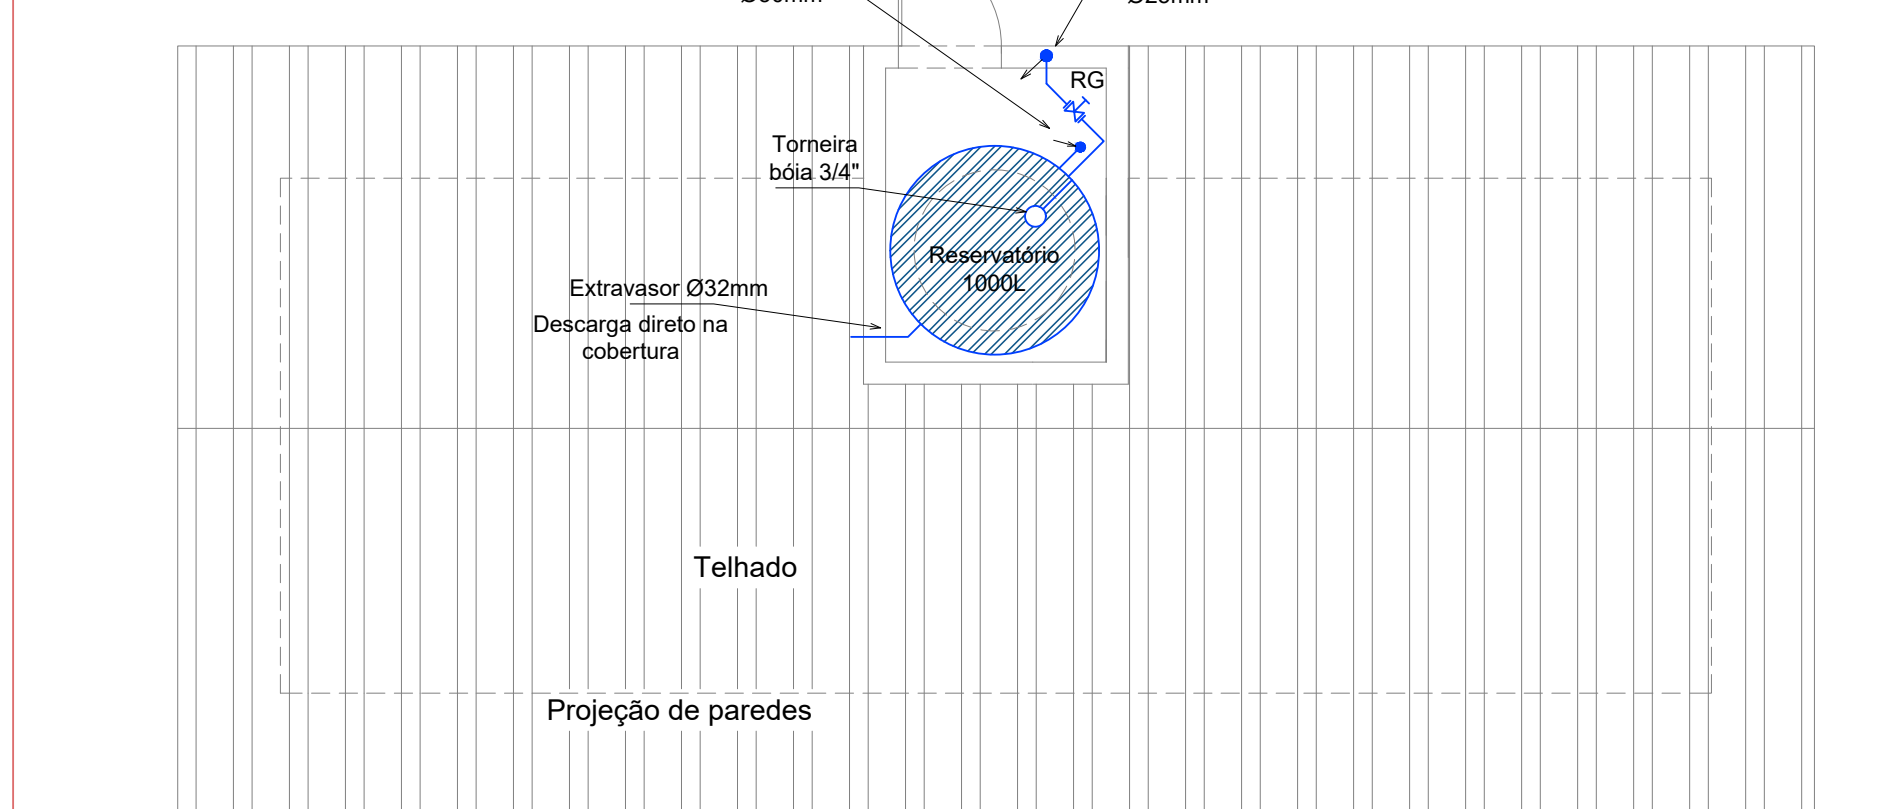 RG
Torneira
bóia 3/4"
Reservatório
1000L
Extravasor Ø32mm
Descarga direto na
cobertura
Telhado
Projeção de paredes